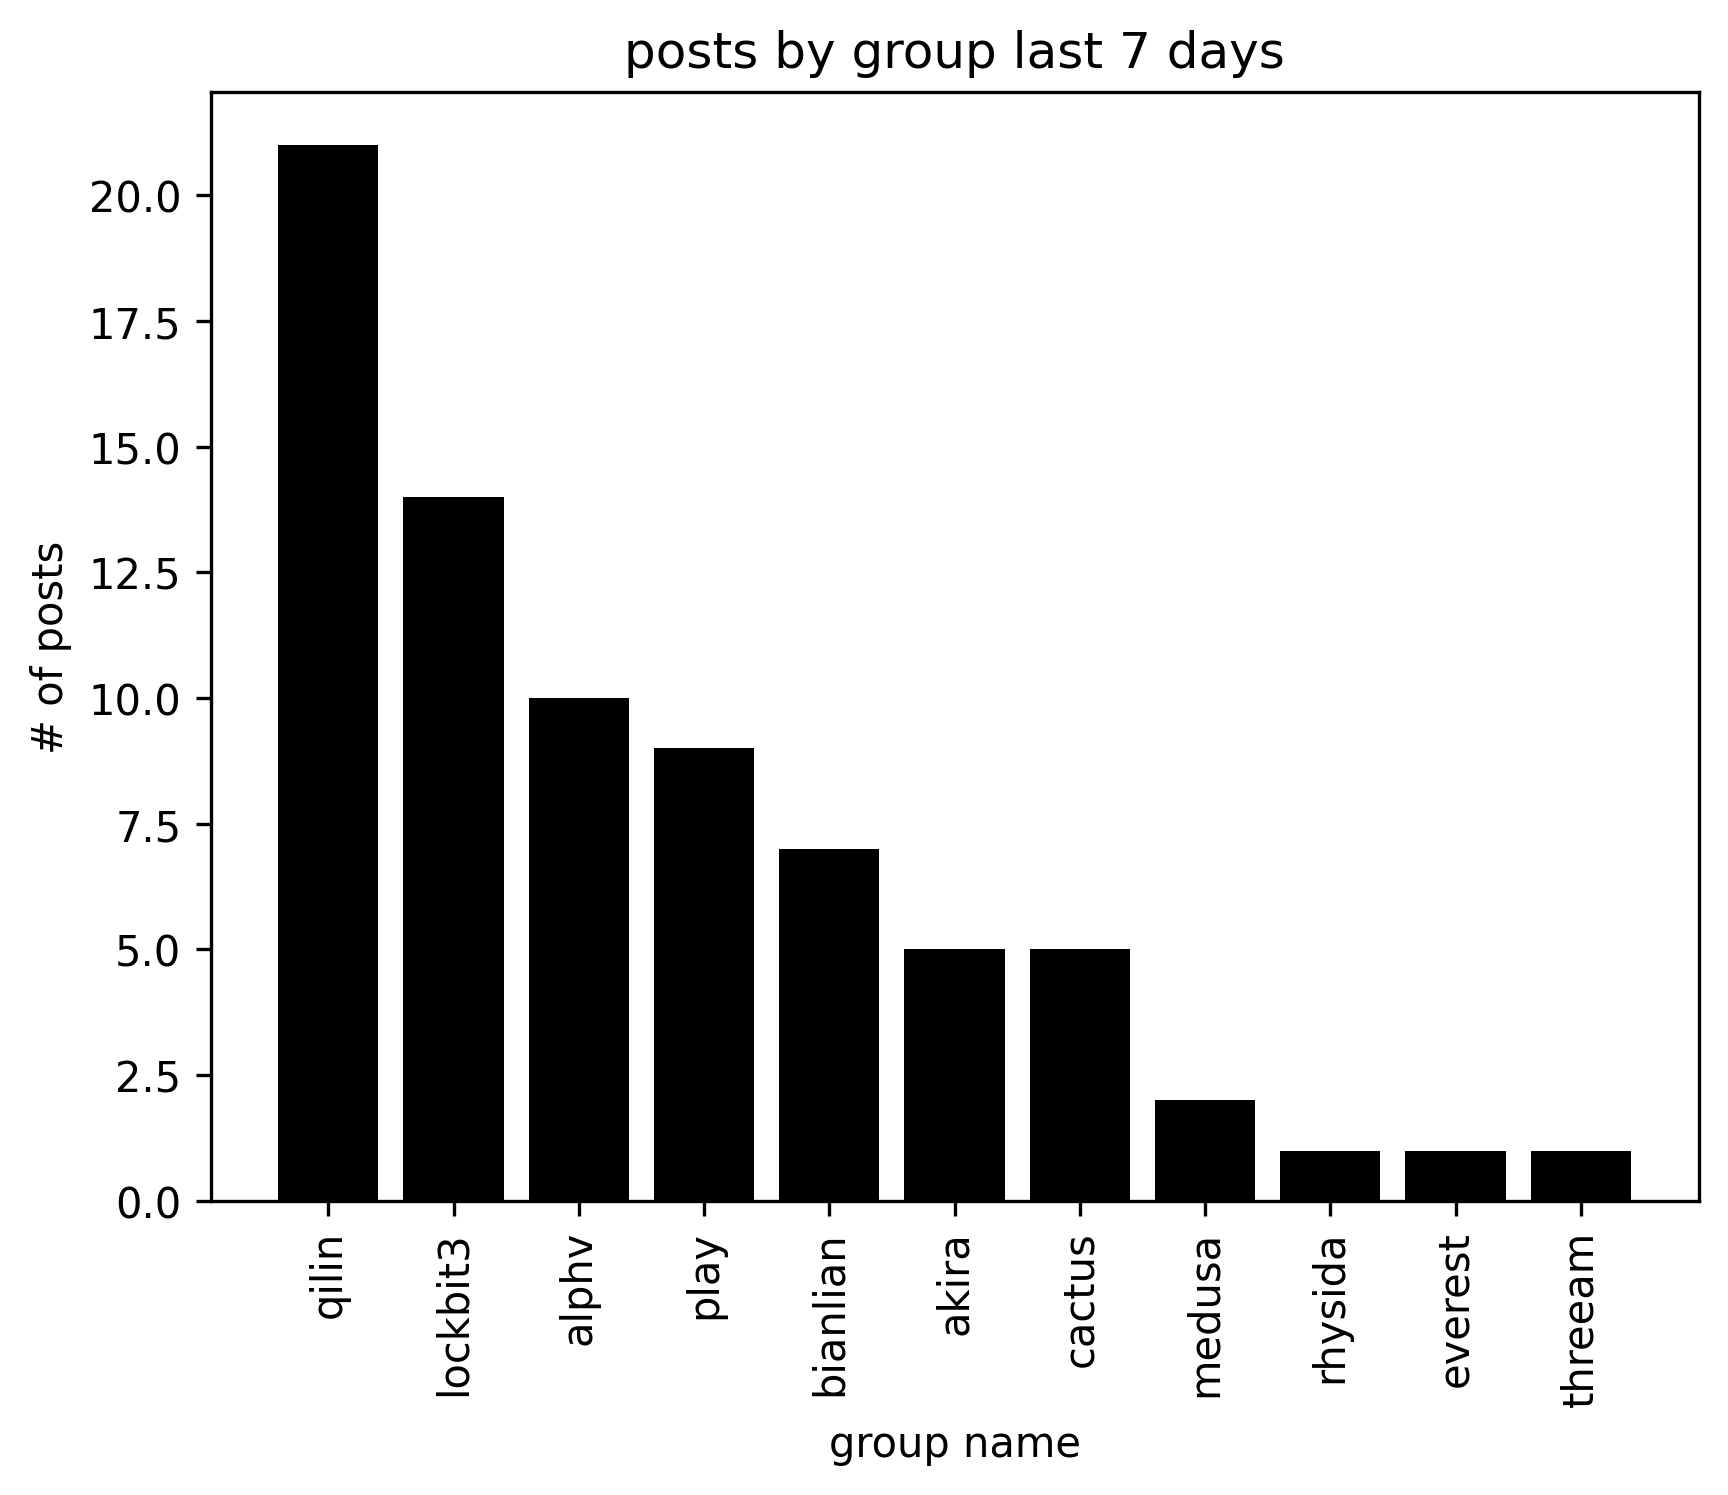 posts by group last 7 days
# of posts
20.0
17.5
15.0
12.5
10.0
7.5
5.0
2.5
0.0
qilin
lockbit3
alphv
play
bianlian
akira
cactus
medusa
rhysida
everest
threeam
group name